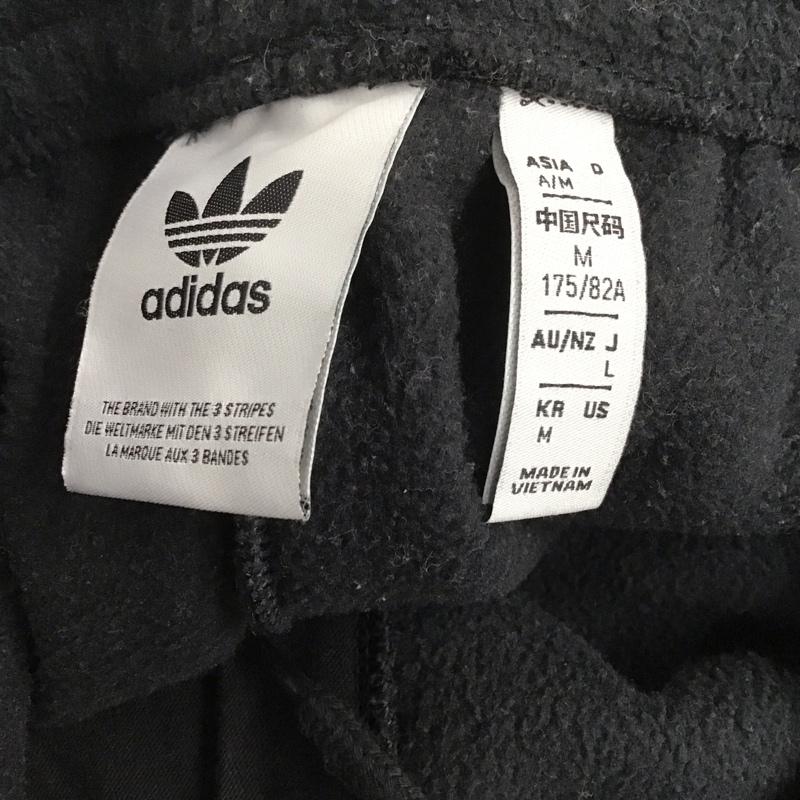 adidas
THE BRAND WITH THE 3 STRIPES
DIE WELTMARKE MIT DEN 3 STREIFEN
LA MARQUE AUX 3 BANDES
ASIA D
A/M
中国尺码
M
175/82A
AU/NZ J
L
KR US
M
MADE IN
VIETNAM